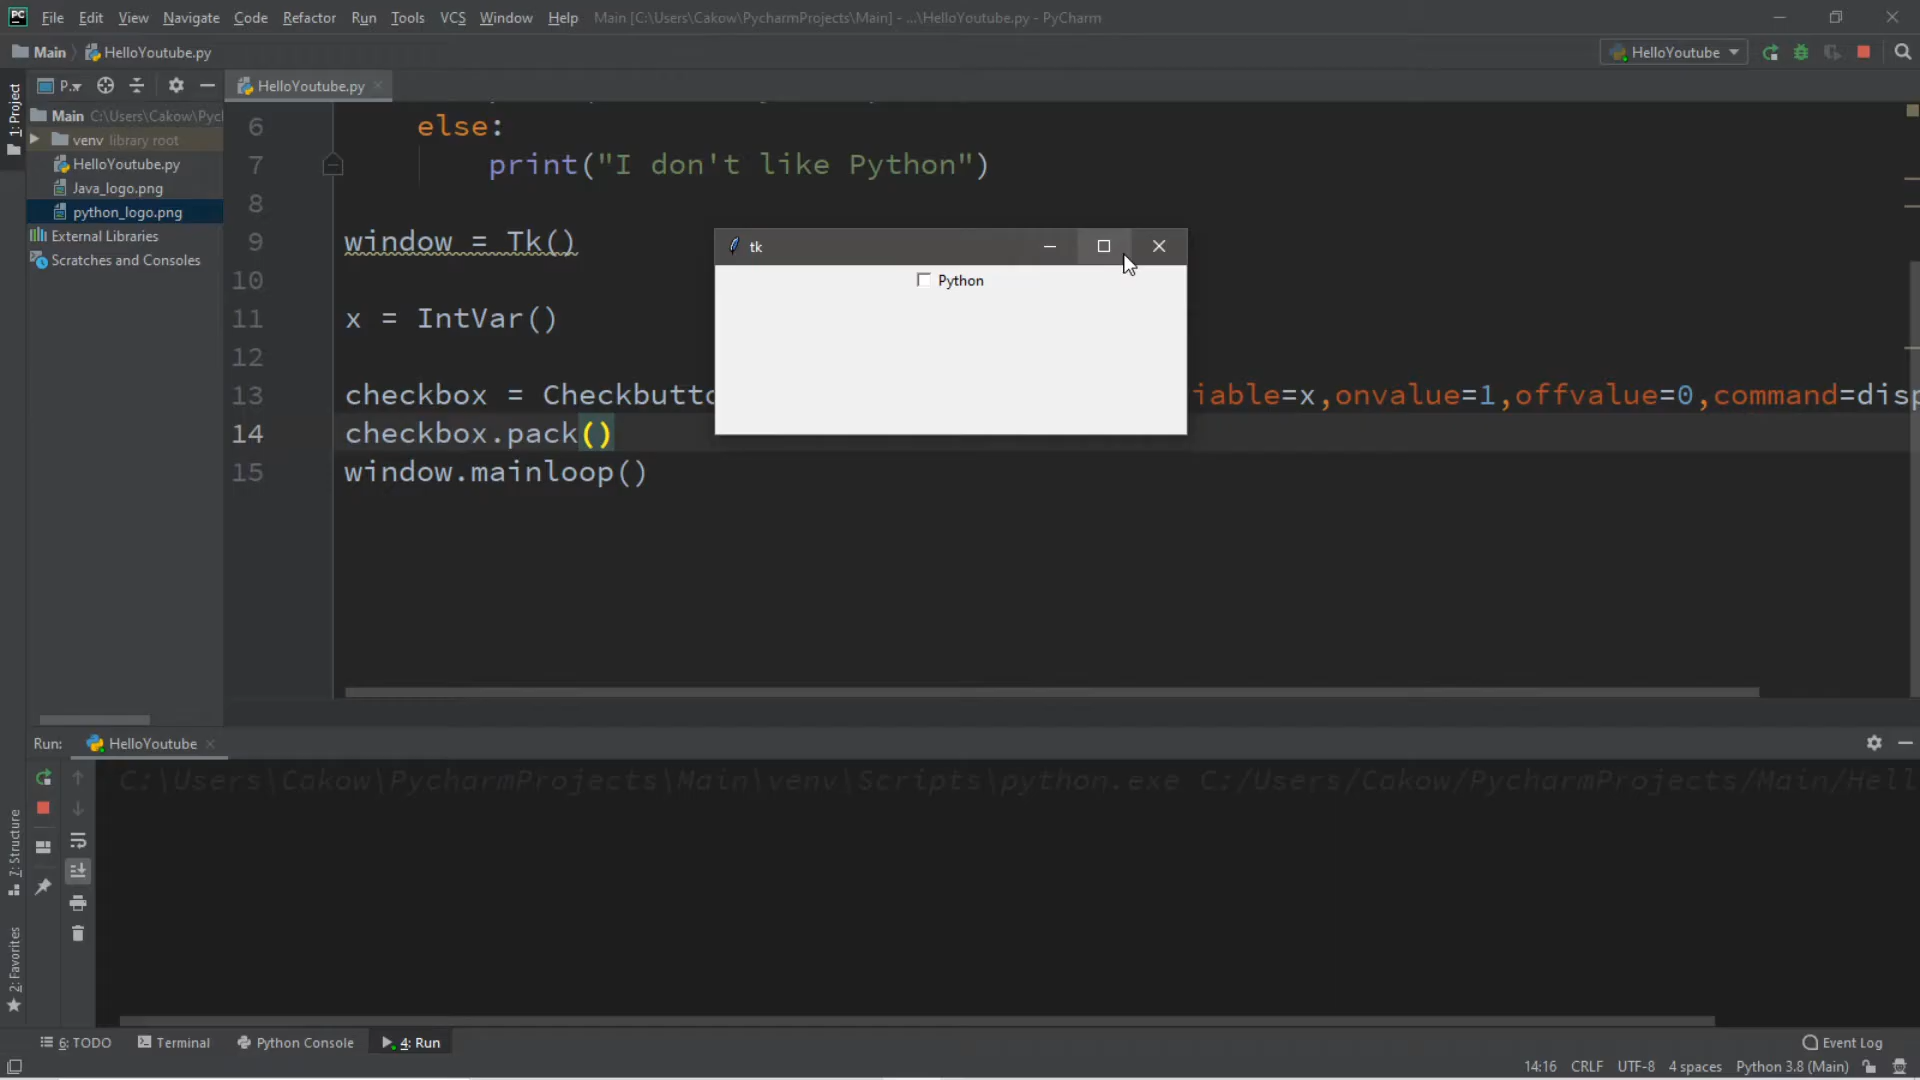 File Edit View Navigate Code Refactor Run Tools VCS Window Help Main [C:\Users\Cakow\PycharmProjects\Main] - ...\HelloYoutube.py - PyCharm
Main HelloYoutube.py HelloYoutube
1: Project P.. HelloYoutube.py
Main C:\Users\Cakow\Pycl
venv library root
HelloYoutube.py
Java_logo.png
python_logo.png
External Libraries
Scratches and Consoles
6 else:
7 print("I don't like Python")
8
9 window = Tk()
10
11 x = IntVar()
12
13 checkbox = Checkbutto iable=x,onvalue=1,offvalue=0,command=disp
14 checkbox.pack()
15 window.mainloop()
tk
Python
Run: HelloYoutube
C:\Users\Cakow\PycharmProjects\Main\venv\Scripts\python.exe C:/Users/Cakow/PycharmProjects/Main/Hell
7: Structure
2: Favorites
6: TODO Terminal Python Console 4: Run Event Log
14:16 CRLF UTF-8 4 spaces Python 3.8 (Main)